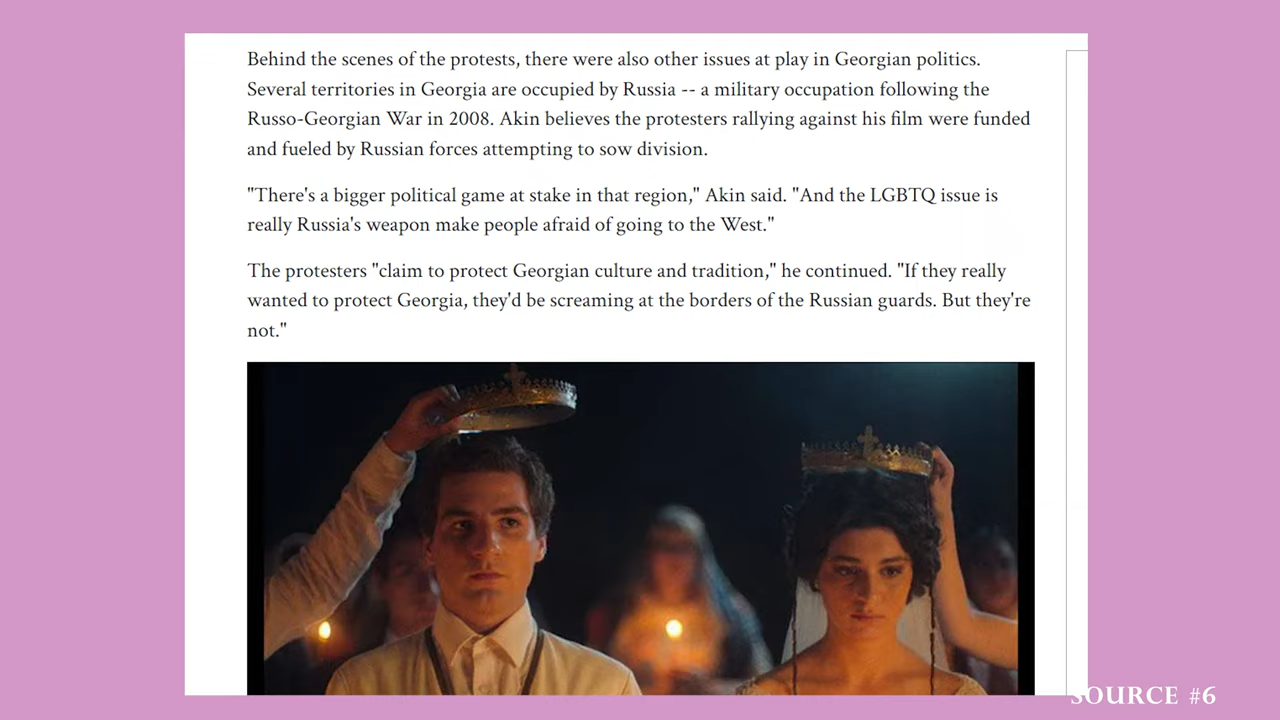 Behind the scenes of the protests, there were also other issues at play in Georgian politics.
Several territories in Georgia are occupied by Russia -- a military occupation following the
Russo-Georgian War in 2008. Akin believes the protesters rallying against his film were funded
and fueled by Russian forces attempting to sow division.
"There's a bigger political game at stake in that region," Akin said. "And the LGBTQ issue is
really Russia's weapon make people afraid of going to the West."
The protesters "claim to protect Georgian culture and tradition," he continued. "If they really
wanted to protect Georgia, they'd be screaming at the borders of the Russian guards. But they're
not."
SOURCE #6